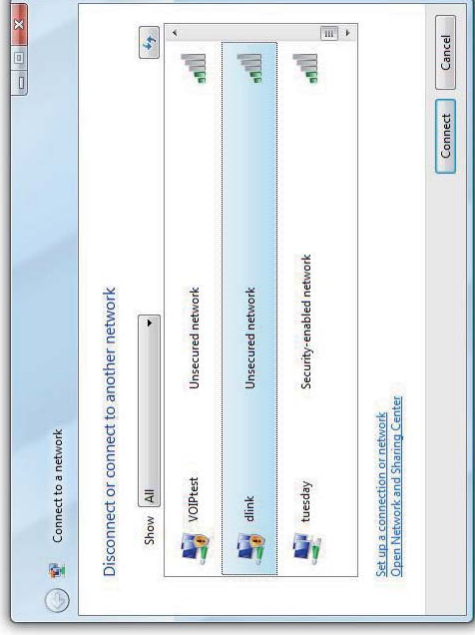 Connect to a network
Disconnect or connect to another network
Show All
VOIPtest Unsecured network
dlink Unsecured network
tuesday Security-enabled network
Set up a connection or network
Open Network and Sharing Center
Connect Cancel